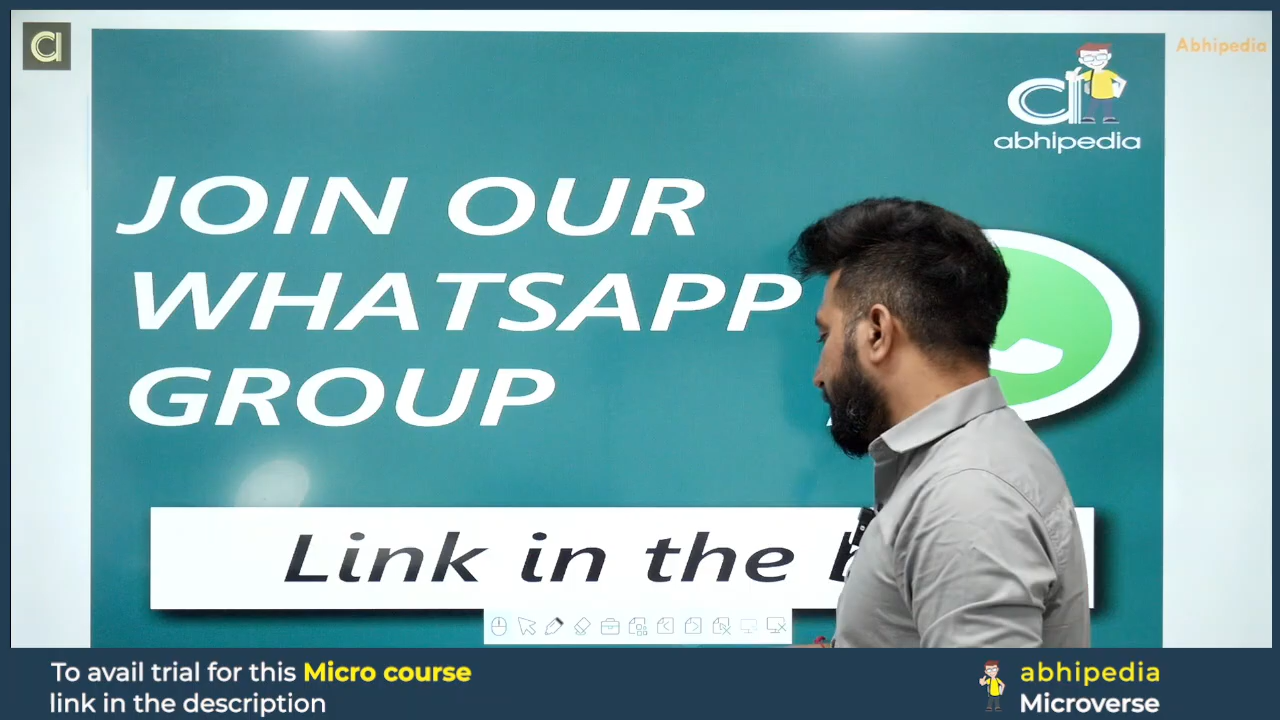 Abhipedia
abhipedia
JOIN OUR
WHATSAPP
GROUP
Link in the
To avail trial for this Micro course
link in the description
abhipedia
Microverse